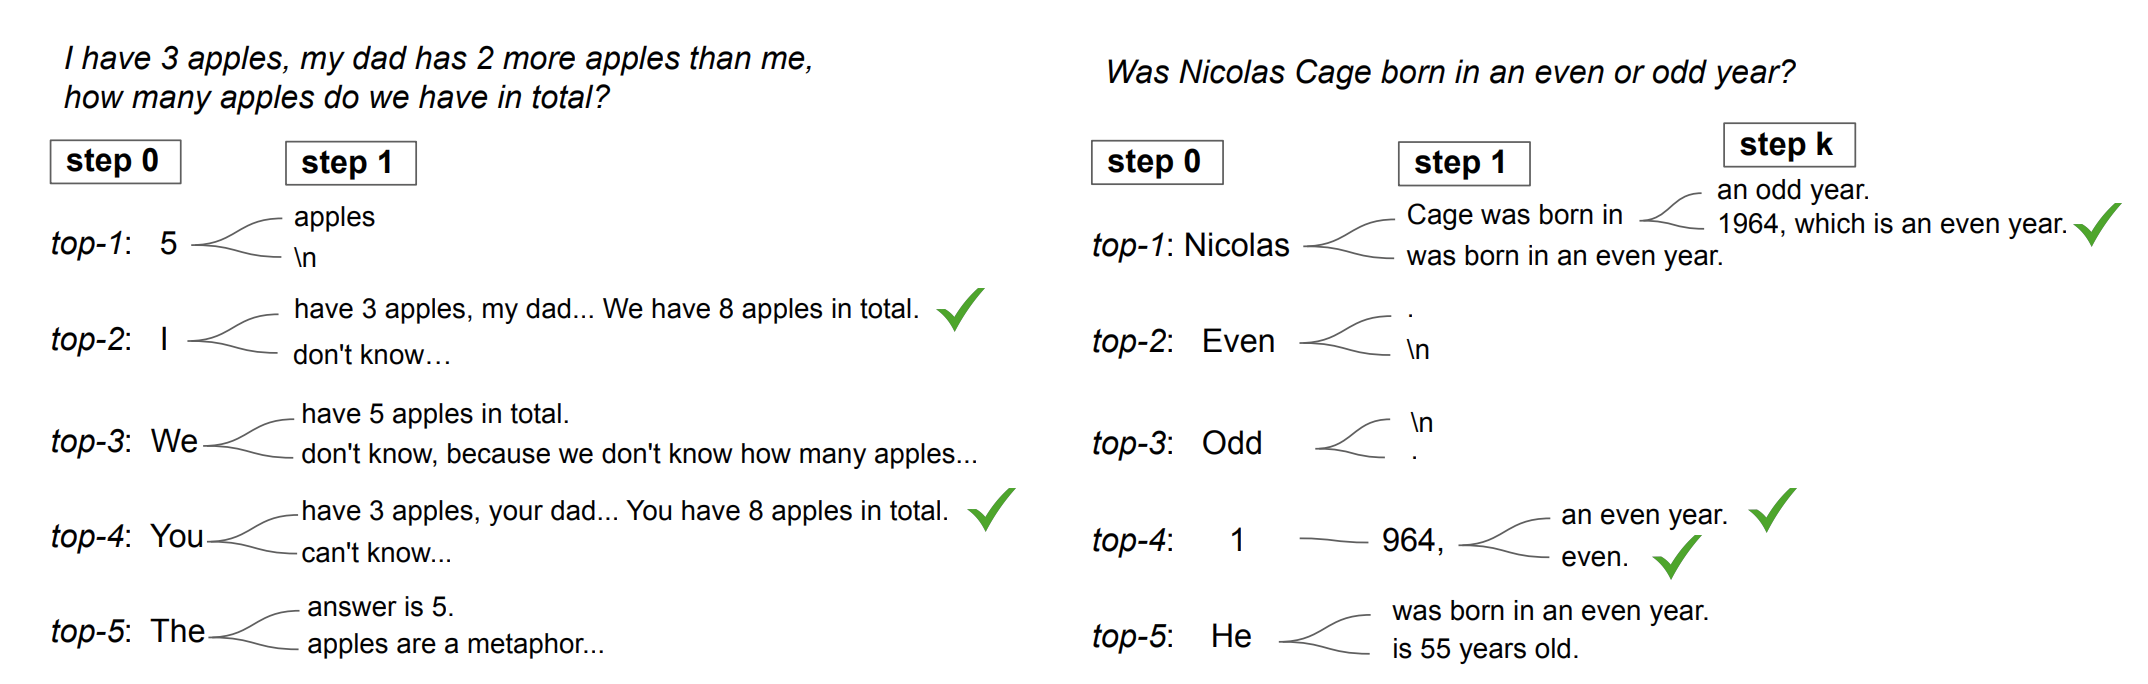 I have 3 apples, my dad has 2 more apples than me,
how many apples do we have in total?
step 0
step 1
top-1: 5
apples
\n
top-2: I
have 3 apples, my dad... We have 8 apples in total.
don't know...
top-3: We
have 5 apples in total.
don't know, because we don't know how many apples...
top-4: You
have 3 apples, your dad... You have 8 apples in total.
can't know...
top-5: The
answer is 5.
apples are a metaphor...
Was Nicolas Cage born in an even or odd year?
step 0
step 1
step k
top-1: Nicolas
Cage was born in
an odd year.
1964, which is an even year.
was born in an even year.
top-2: Even
.
\n
top-3: Odd
\n
.
top-4: 1
964,
an even year.
even.
top-5: He
was born in an even year.
is 55 years old.